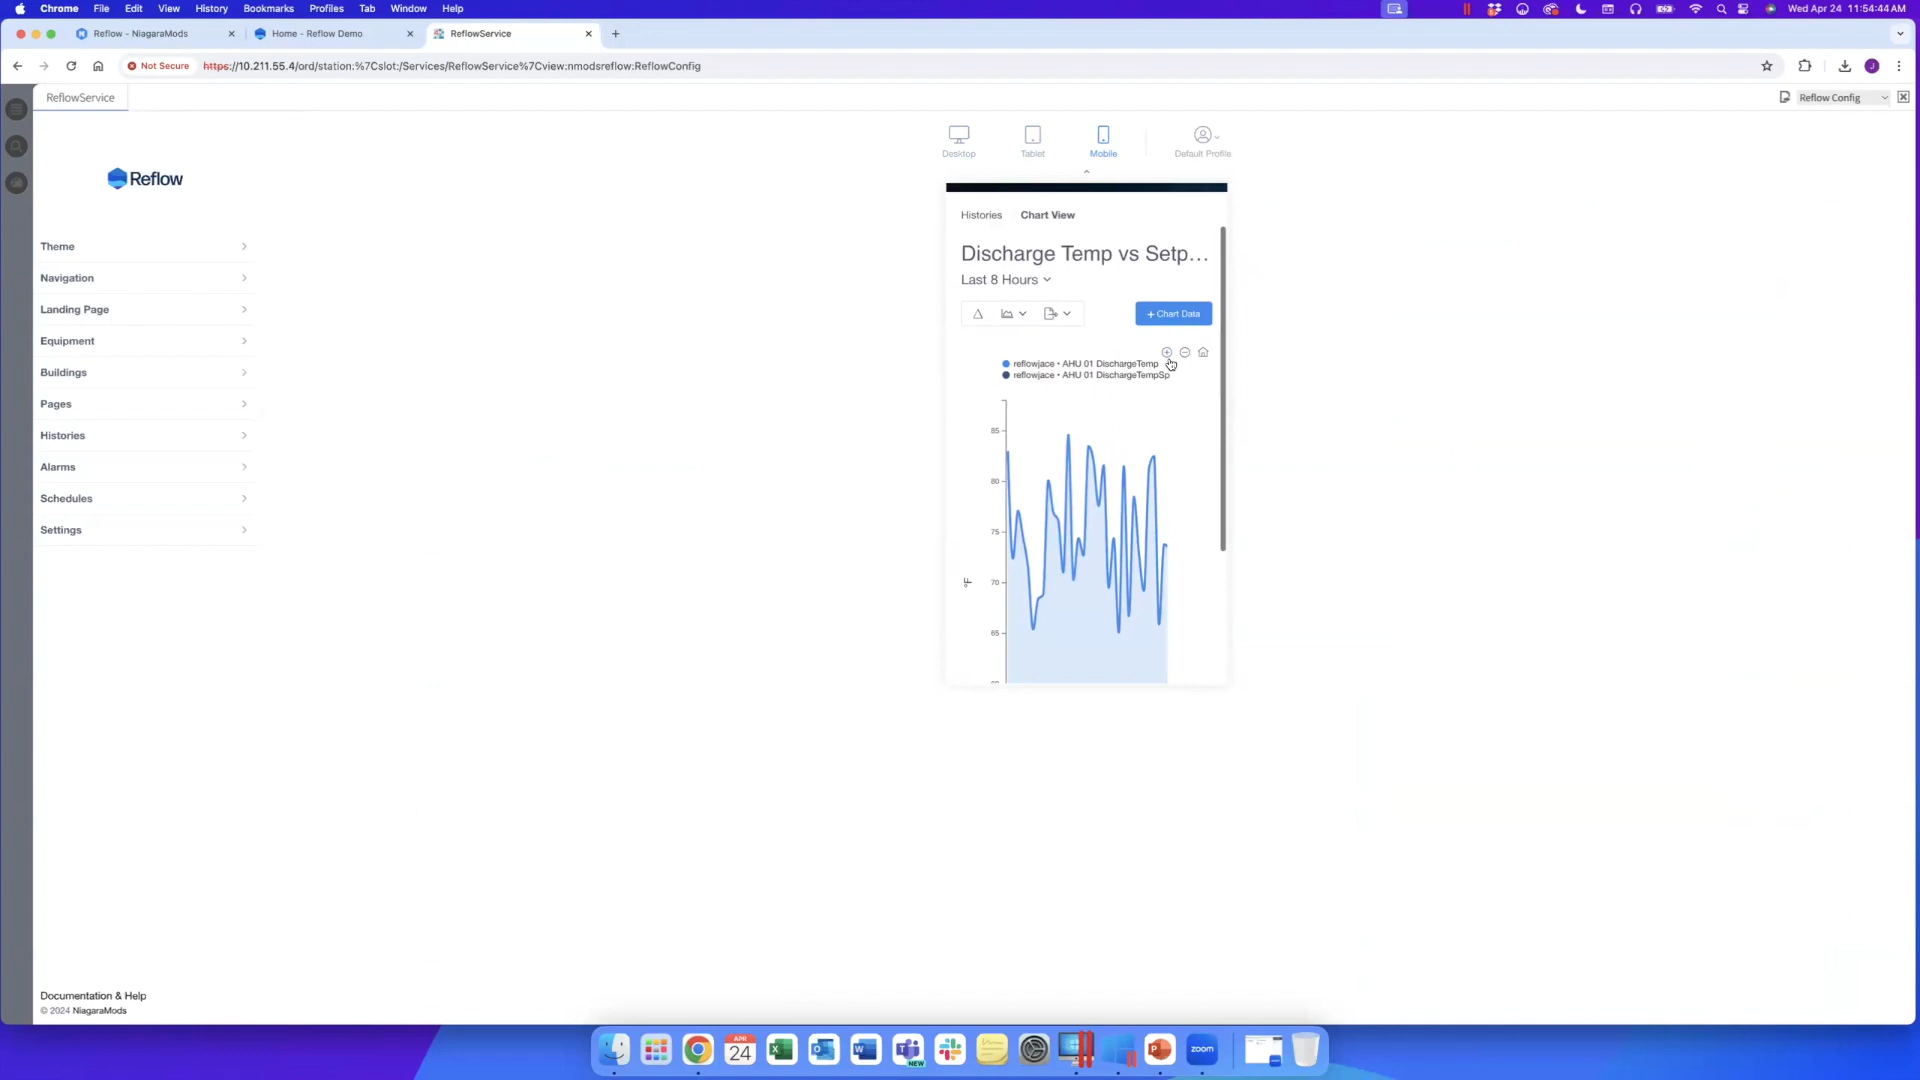 Chrome File Edit View History Bookmarks Profiles Tab Window Help Wed Apr 24 11:54:44 AM
Reflow - NiagaraMods Home - Reflow Demo ReflowService
Not Secure https://10.211.55.4/ord/station:%7Cslot:/Services/ReflowService%7Cview:nmodsreflow:ReflowConfig J
ReflowService Reflow Config
Desktop Tablet Mobile Default Profile
Reflow
Theme
Navigation
Landing Page
Equipment
Buildings
Pages
Histories
Alarms
Schedules
Settings
Histories Chart View
Discharge Temp vs Setp...
Last 8 Hours
+ Chart Data
reflowjace • AHU 01 DischargeTemp
reflowjace • AHU 01 DischargeTempSp
85
80
75
70
°F
65
Documentation & Help
© 2024 NiagaraMods
APR
24
NEW
zoom